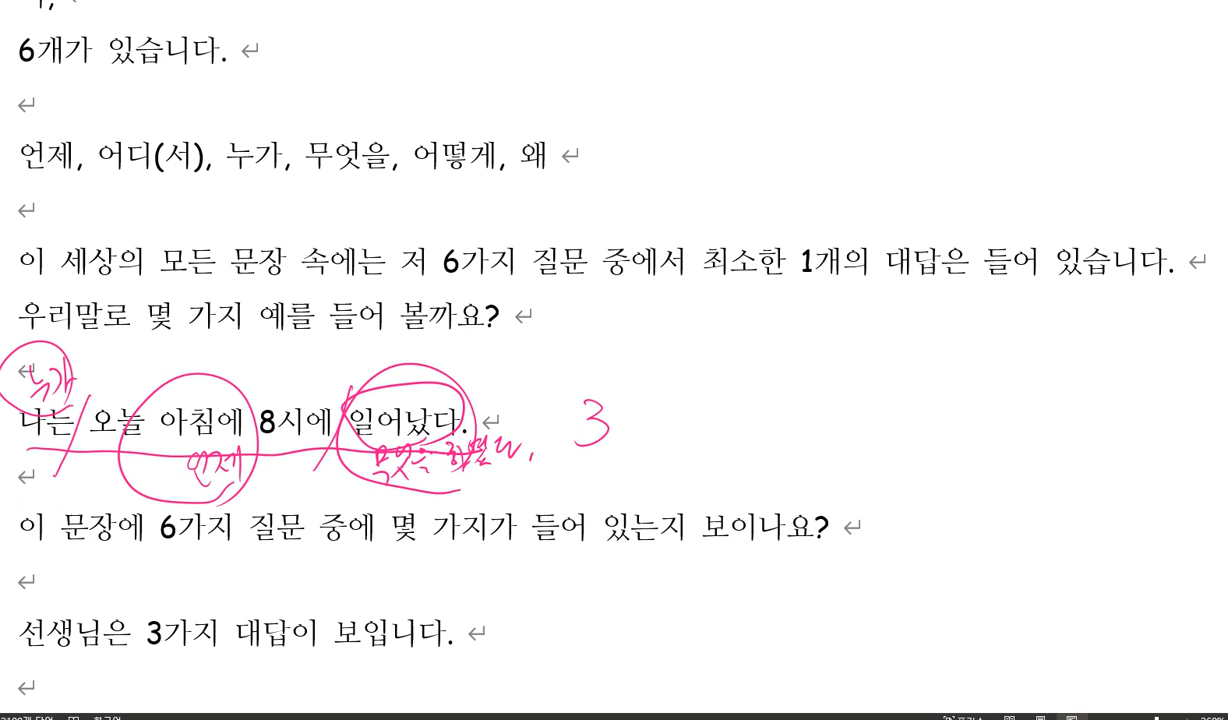 6개가 있습니다.
언제, 어디(서), 누가, 무엇을, 어떻게, 왜
이 세상의 모든 문장 속에는 저 6가지 질문 중에서 최소한 1개의 대답은 들어 있습니다.
우리말로 몇 가지 예를 들어 볼까요?
누가
나는 오늘 아침에 8시에 일어났다.
3
언제
무엇을
이 문장에 6가지 질문 중에 몇 가지가 들어 있는지 보이나요?
선생님은 3가지 대답이 보입니다.